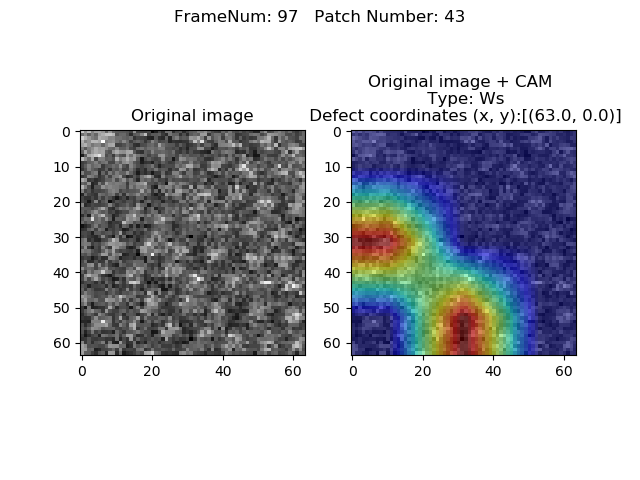 FrameNum: 97   Patch Number: 43
Original image
Original image + CAM
Type: Ws
Defect coordinates (x, y):[(63.0, 0.0)]
0
10
20
30
40
50
60
0 20 40 60
0
10
20
30
40
50
60
0 20 40 60